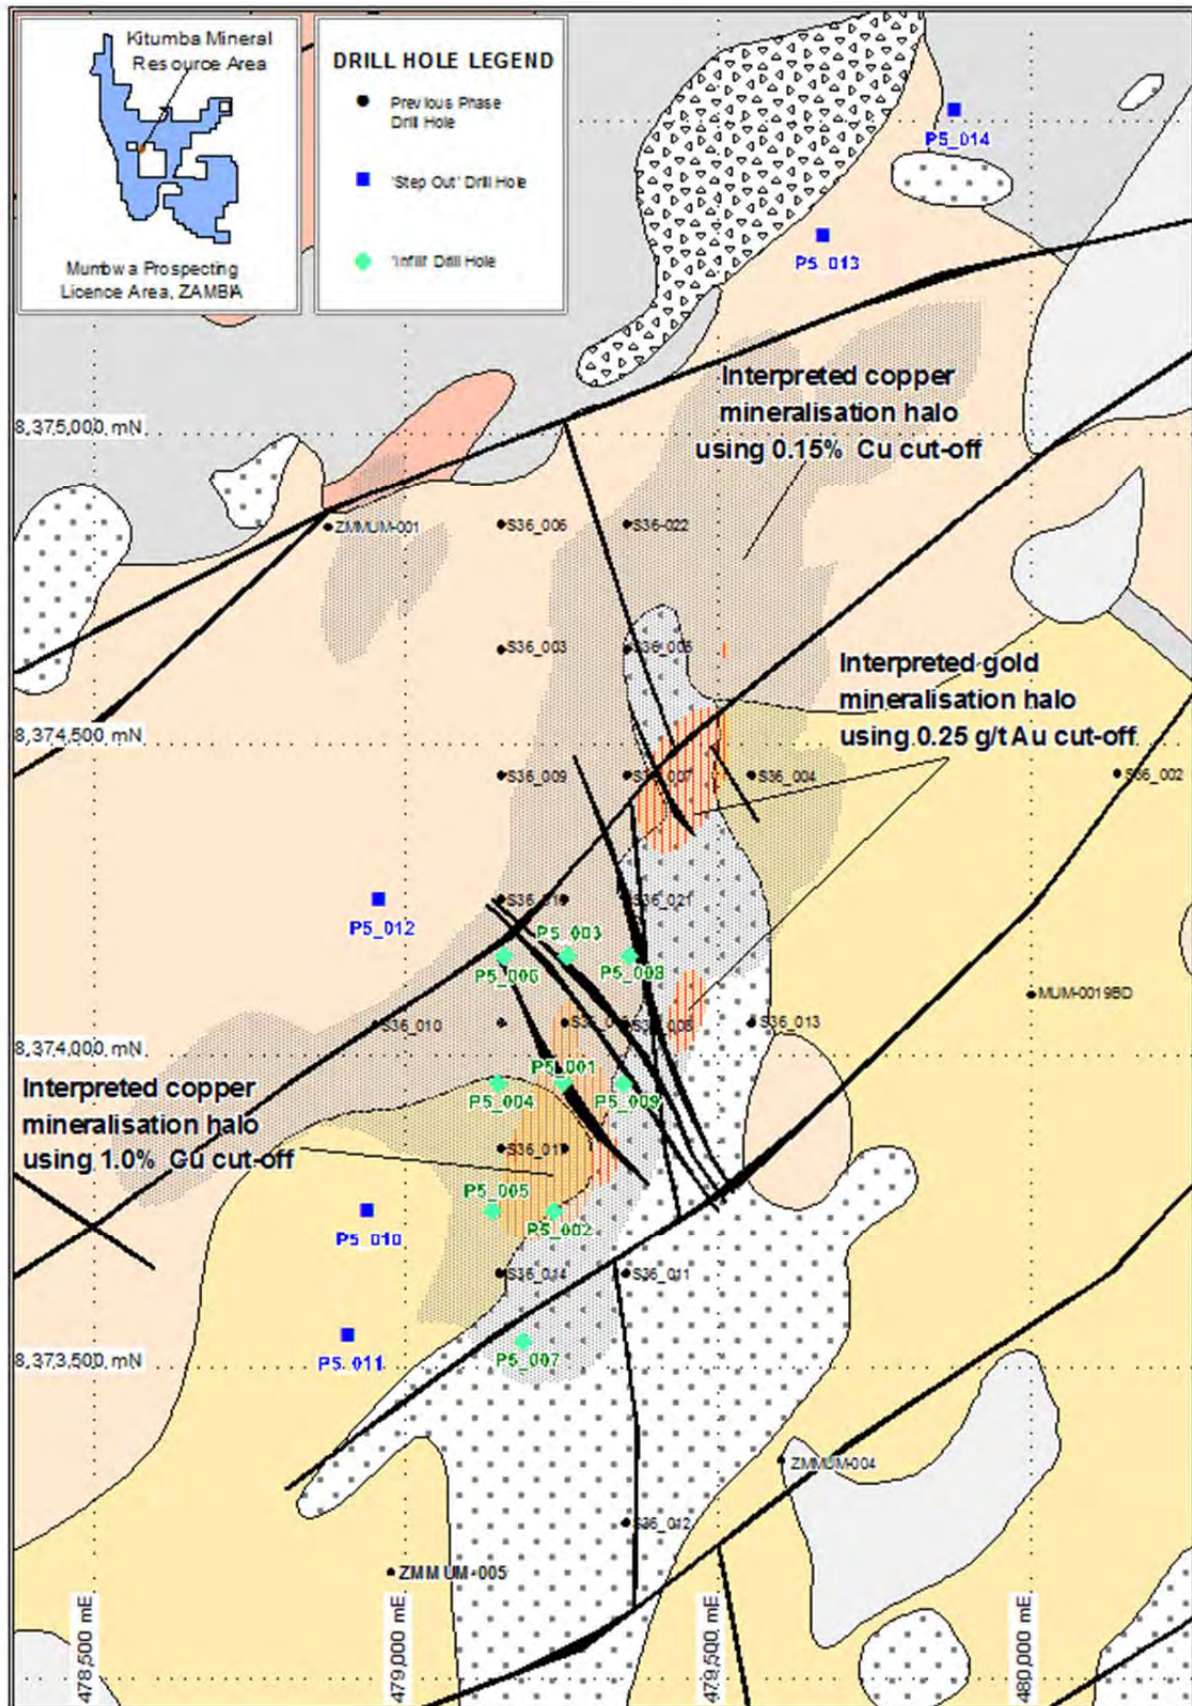 Kitumba Mineral
Resource Area
Mumbwa Prospecting
Licence Area, ZAMBIA
DRILL HOLE LEGEND
Previous Phase
Drill Hole
'Step Out' Drill Hole
'Infill' Drill Hole
P5_014
P5_013
Interpreted copper
mineralisation halo
using 0.15% Cu cut-off
8,375,000 mN
ZMMUM-001
S36_006
S36-022
S36_003
S36_005
Interpreted gold
mineralisation halo
using 0.25 g/t Au cut-off
8,374,500 mN
S36_009
S36_007
S36_004
S36_002
S36_021
P5_012
P5_003
P5_006
P5_008
MUM-0019BD
S36_010
S36_013
8,374,000 mN
P5_001
P5_004
P5_009
Interpreted copper
mineralisation halo
using 1.0% Cu cut-off
P5_005
P5_010
P5_002
S36_014
S36_011
P5_011
8,373,500 mN
P5_007
ZMMUM-004
S36_012
ZMMUM-005
478,500 mE
479,000 mE
479,500 mE
480,000 mE